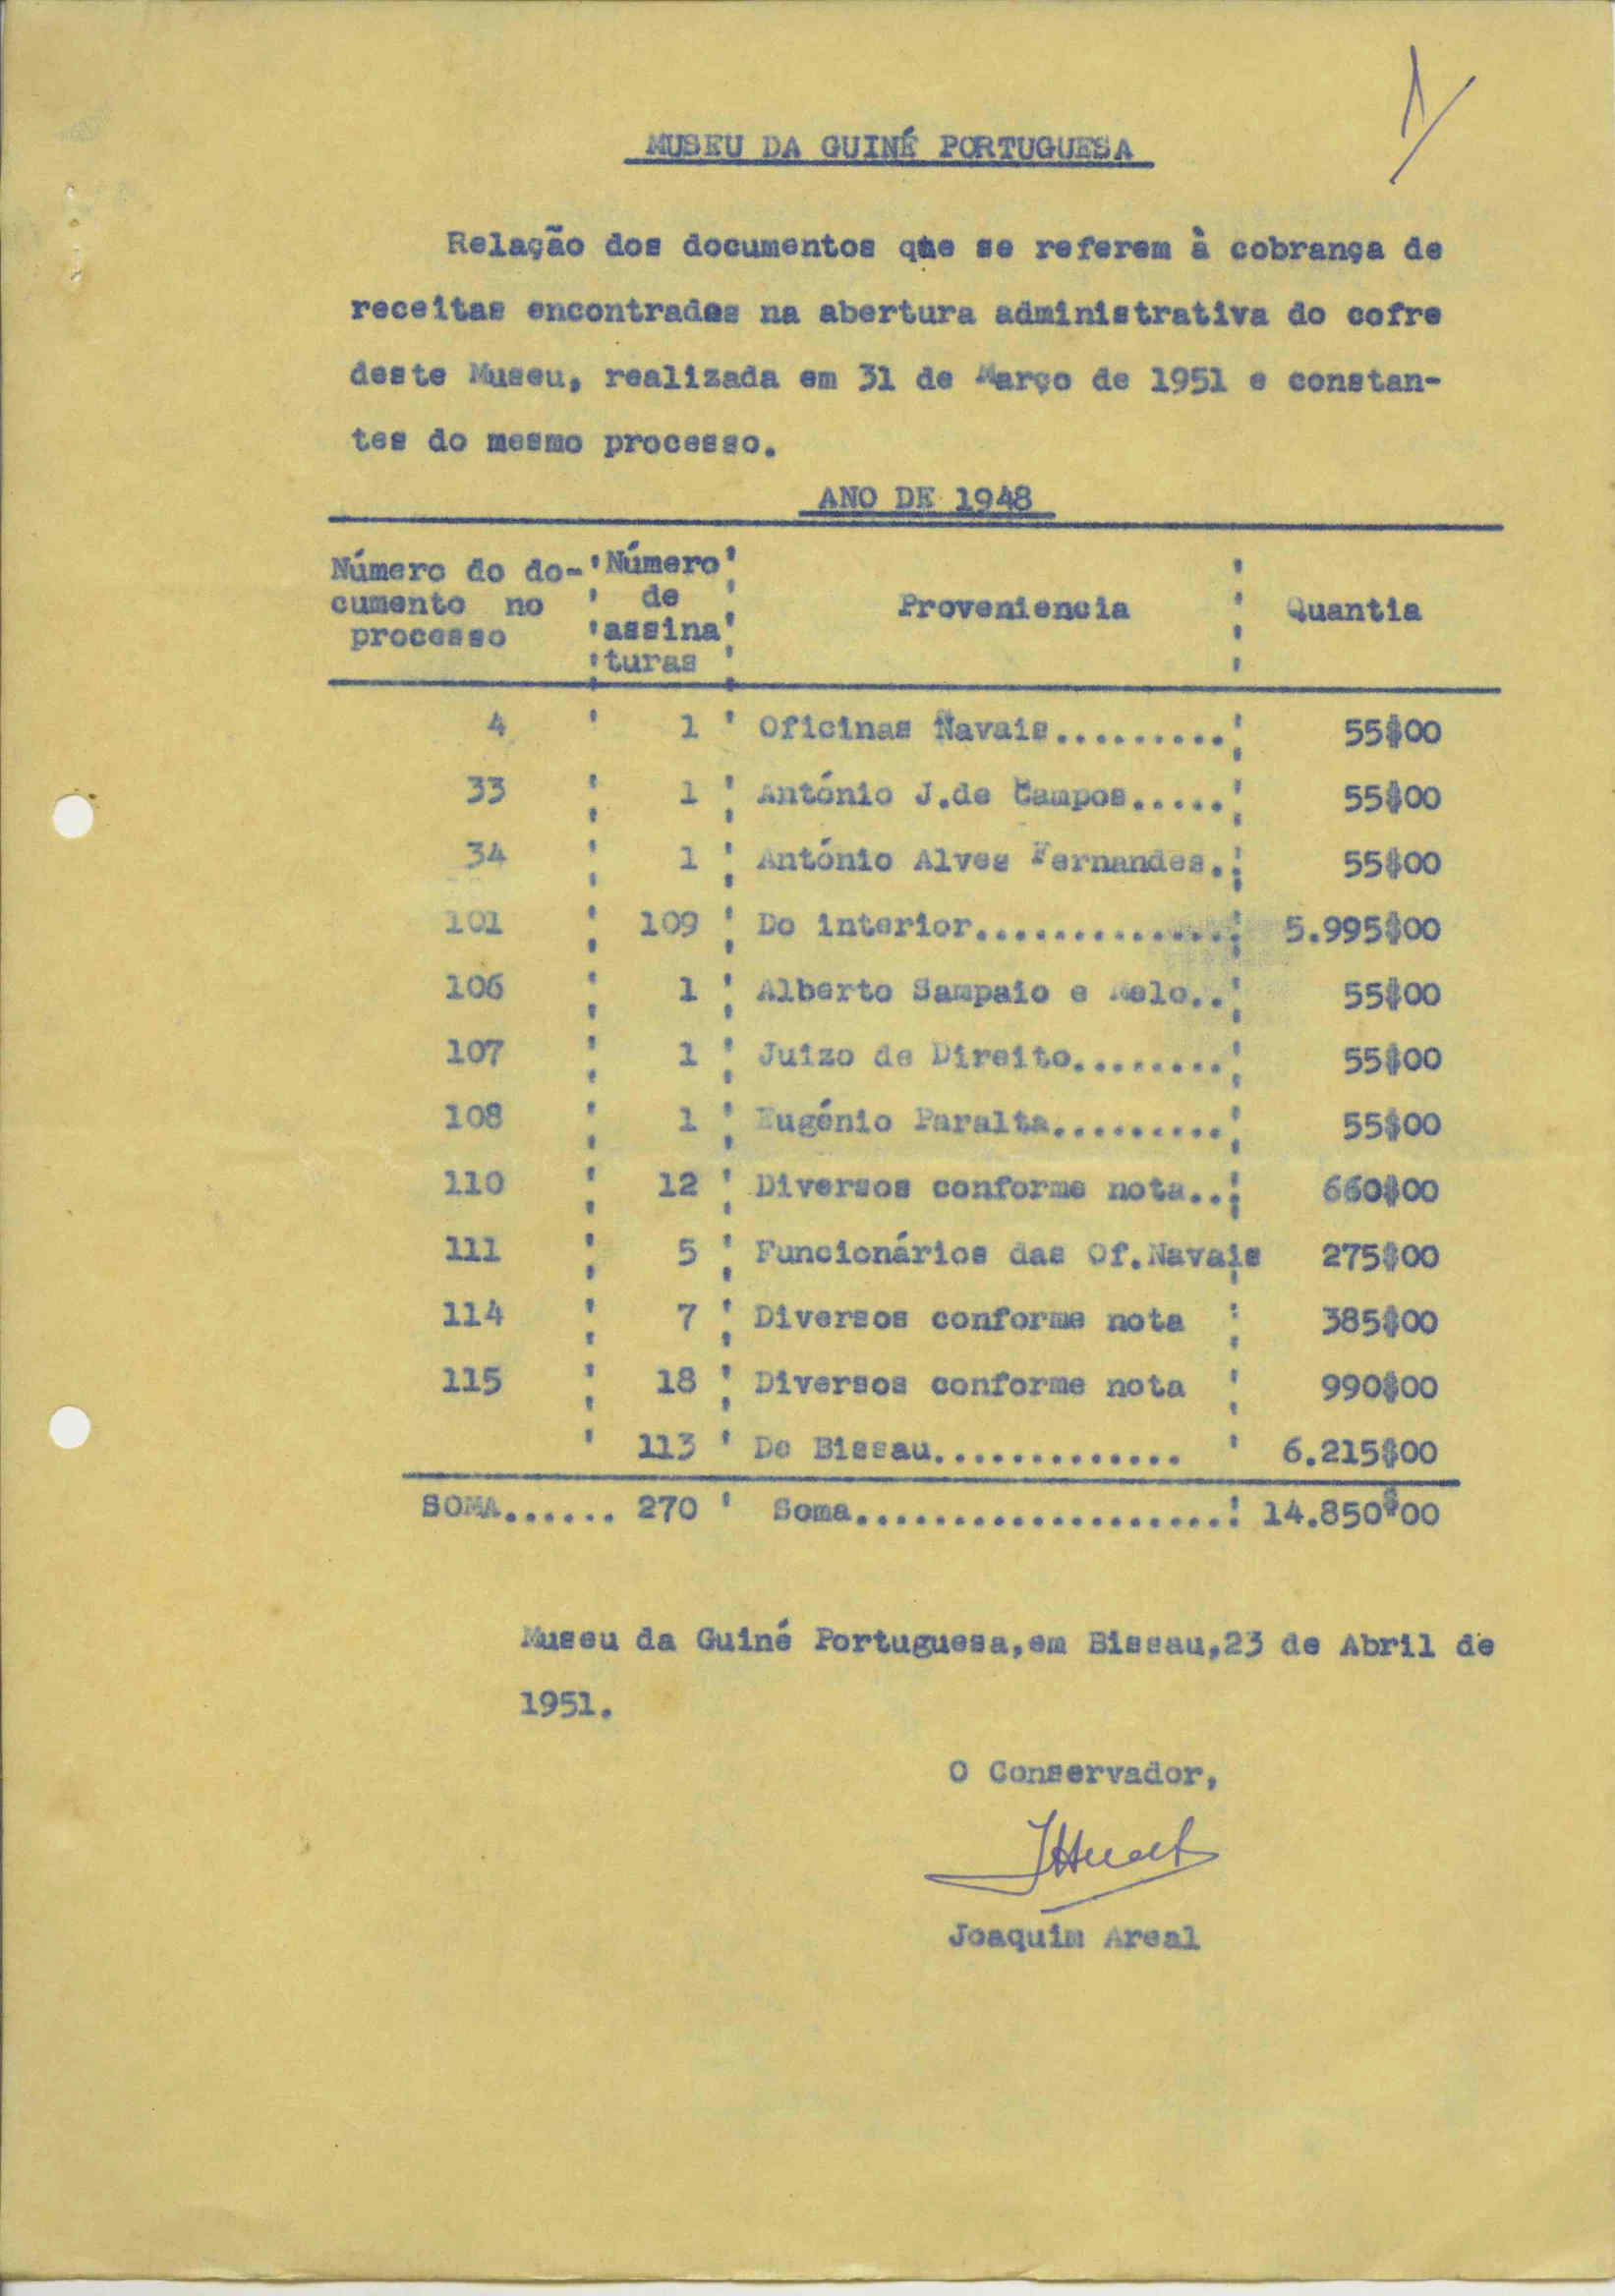 MUSEU DA GUINÉ PORTUGUESA
Relação dos documentos que se referem à cobrança de
receitas encontradas na abertura administrativa do cofre
deste Museu, realizada em 31 de Março de 1951 e constan-
tes do mesmo processo.
ANO DE 1948
Número do do-
cumento no
processo
Número
de
assina
turas
Proveniencia
Quantia
4 1 Oficinas Navais......... 55$00
33 1 António J.de Campos..... 55$00
34 1 António Alves Fernandes. 55$00
101 109 Do interior............. 5.995$00
106 1 Alberto Sampaio e Melo.. 55$00
107 1 Juizo de Direito........ 55$00
108 1 Eugénio Paralta......... 55$00
110 12 Diversos conforme nota.. 660$00
111 5 Funcionários das Of.Navais 275$00
114 7 Diversos conforme nota 385$00
115 18 Diversos conforme nota 990$00
113 De Bissau............. 6.215$00
SOMA...... 270 Soma................... 14.850$00
Museu da Guiné Portuguesa,em Bissau,23 de Abril de
1951.
O Conservador,
Joaquim Areal